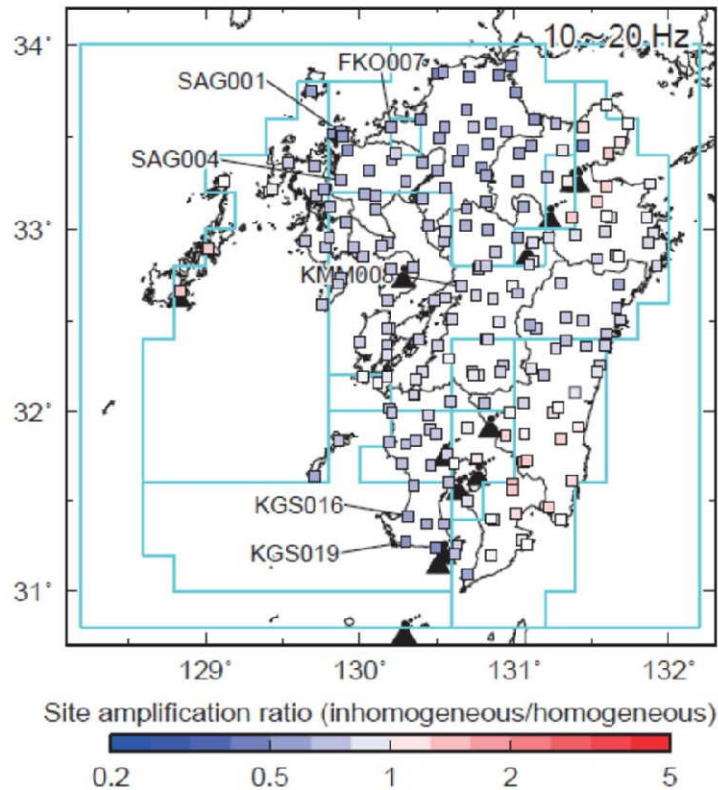 34˚
10~20 Hz
FKO007
SAG001
SAG004
33˚
KMM008
32˚
KGS016
KGS019
31˚
129˚ 130˚ 131˚ 132˚
Site amplification ratio (inhomogeneous/homogeneous)
0.2 0.5 1 2 5